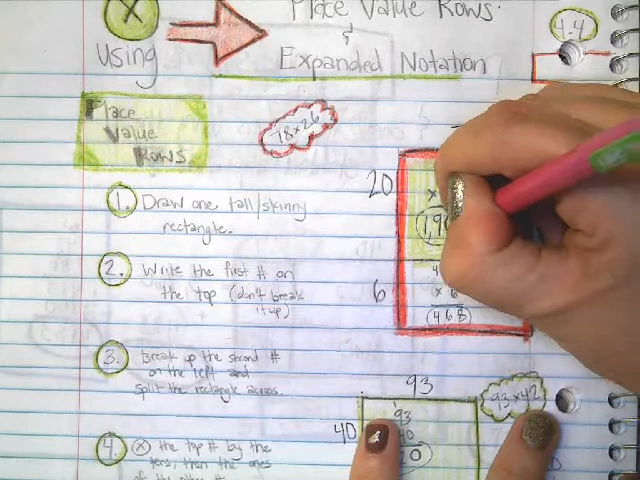 Ⓧ Using
Place Value Rows.
&
Expanded Notation
4.4
Place
Value
Rows
78x26
1. Draw one tall/skinny
rectangle.
2. Write the first # on
the top (don't break
it up)
3. Break up the second #
on the left and
split the rectangle across.
4. Ⓧ the top # by the
tens, then the ones
20
6
x 6
(468)
93
93x42
40
93